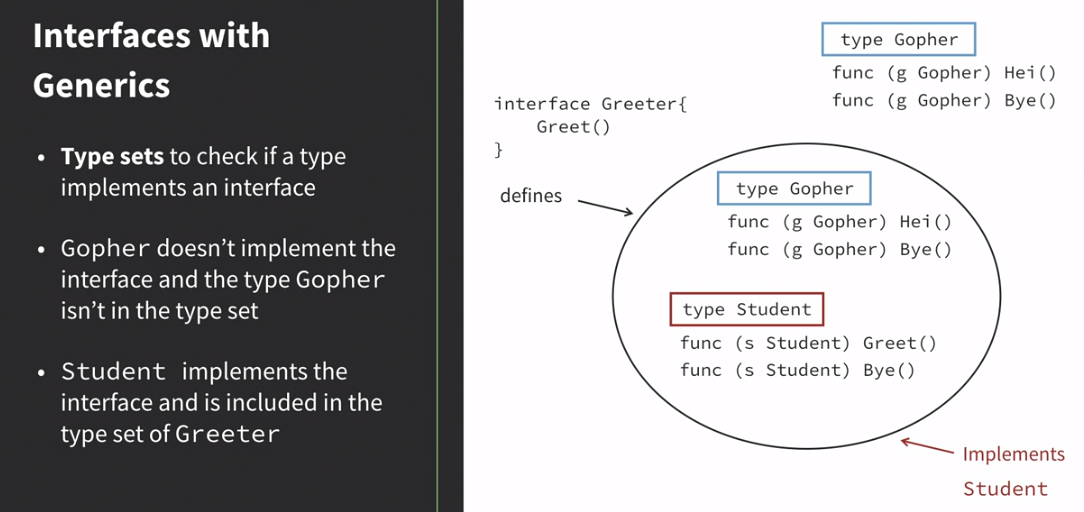 Interfaces with
Generics
• Type sets to check if a type
implements an interface
• Gopher doesn’t implement the
interface and the type Gopher
isn’t in the type set
• Student implements the
interface and is included in the
type set of Greeter
type Gopher
func (g Gopher) Hei()
func (g Gopher) Bye()
interface Greeter{
Greet()
}
defines
type Gopher
func (g Gopher) Hei()
func (g Gopher) Bye()
type Student
func (s Student) Greet()
func (s Student) Bye()
Implements
Student